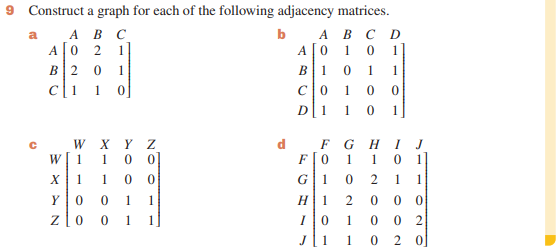 9 Construct a graph for each of the following adjacency matrices.
a
A B C
A 0 2 1
B 2 0 1
C 1 1 0
b
A B C D
A 0 1 0 1
B 1 0 1 1
C 0 1 0 0
D 1 1 0 1
c
W X Y Z
W 1 1 0 0
X 1 1 0 0
Y 0 0 1 1
Z 0 0 1 1
d
F G H I J
F 0 1 1 0 1
G 1 0 2 1 1
H 1 2 0 0 0
I 0 1 0 0 2
J 1 1 0 2 0